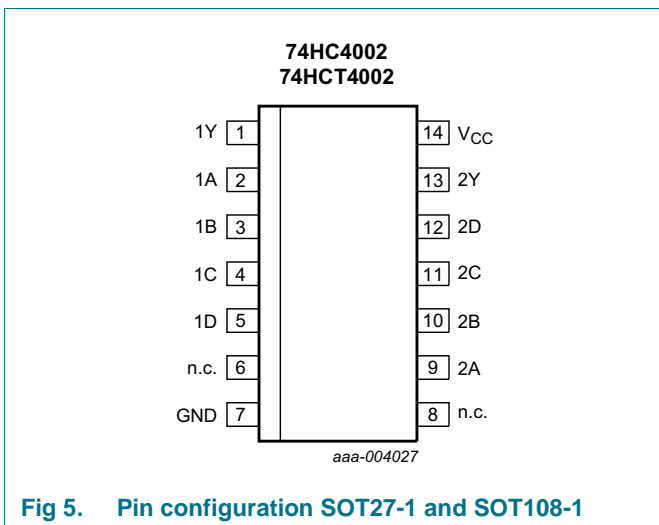 74HC4002
74HCT4002
1Y 1 14 VCC
1A 2 13 2Y
1B 3 12 2D
1C 4 11 2C
1D 5 10 2B
n.c. 6 9 2A
GND 7 8 n.c.
aaa-004027
Fig 5. Pin configuration SOT27-1 and SOT108-1